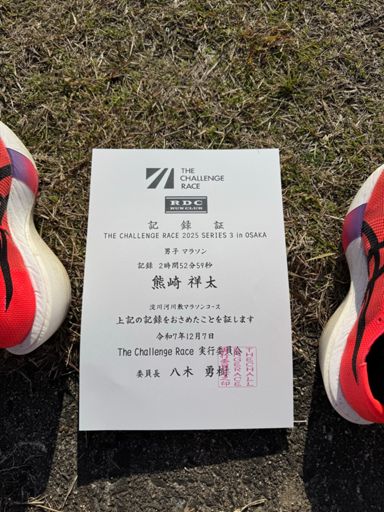 THE
CHALLENGE
RACE
RDC
RUN CLUB
記 録 証
THE CHALLENGE RACE 2025 SERIES 3 in OSAKA
男子 マラソン
記録 2時間52分59秒
熊崎 祥太
淀川河川敷マラソンコース
上記の記録をおさめたことを証します
令和7年12月7日
The Challenge Race 実行委員会
委員長 八木 勇樹